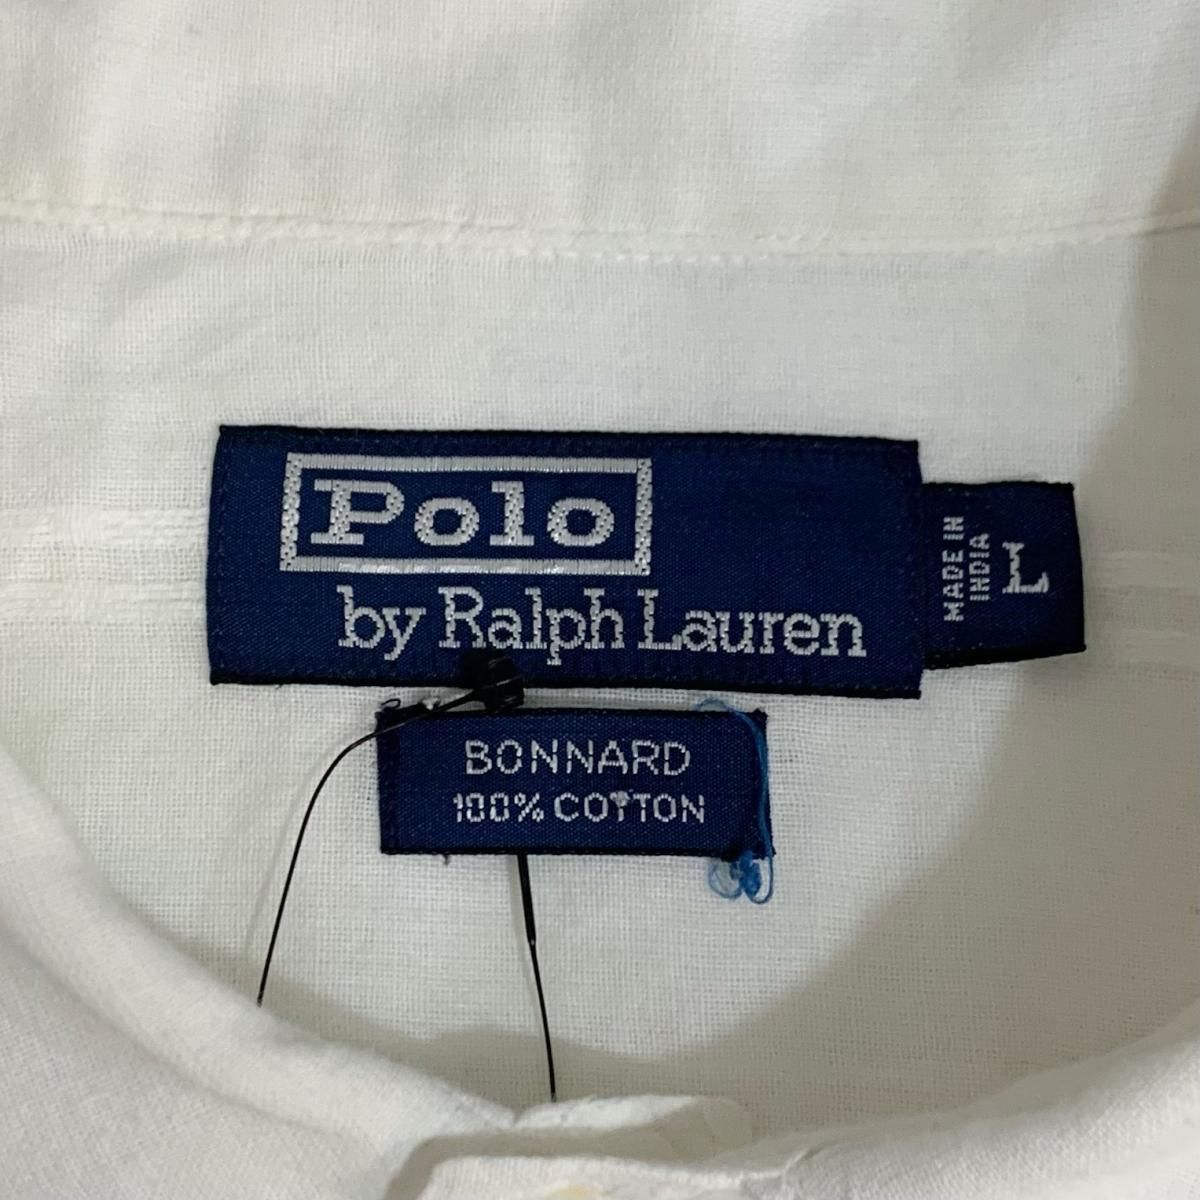 Polo
by Ralph Lauren
MADE IN
INDIA
L
BONNARD
100% COTTON